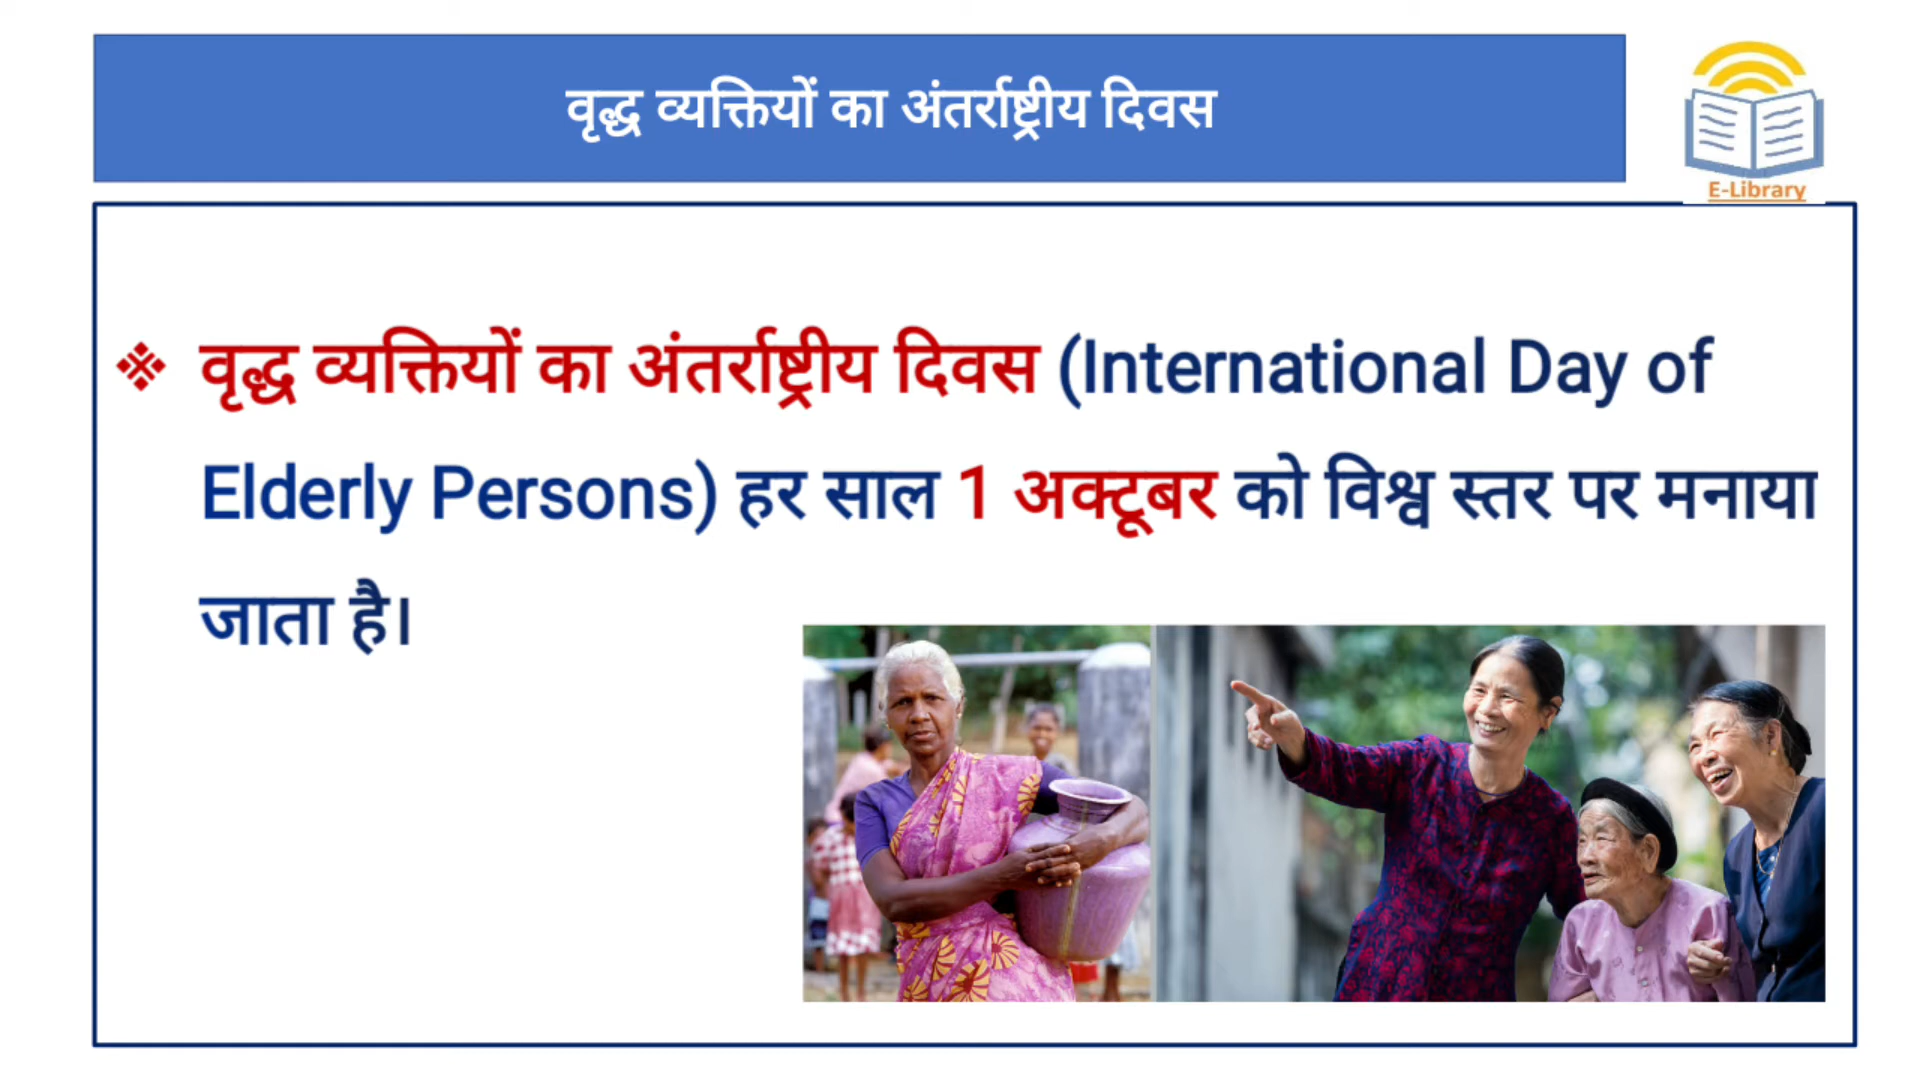 वृद्ध व्यक्तियों का अंतर्राष्ट्रीय दिवस
E-Library
❖ वृद्ध व्यक्तियों का अंतर्राष्ट्रीय दिवस (International Day of
Elderly Persons) हर साल 1 अक्टूबर को विश्व स्तर पर मनाया
जाता है।